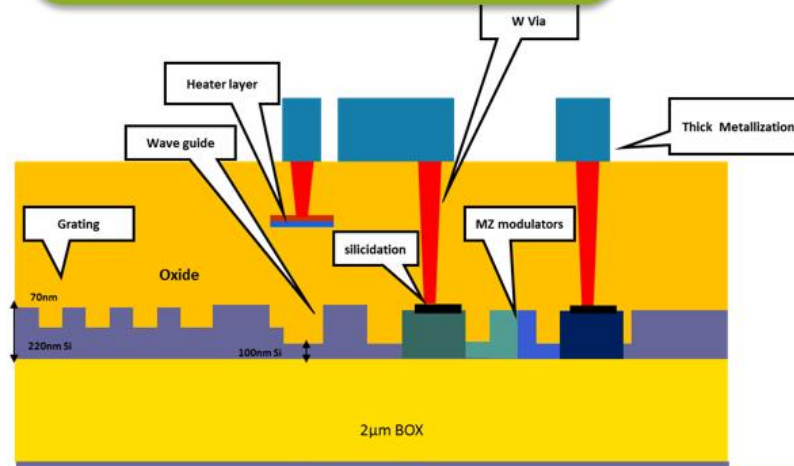 W Via
Heater layer
Thick Metallization
Wave guide
Grating
MZ modulators
silicidation
Oxide
70nm
220nm Si
100nm Si
2µm BOX